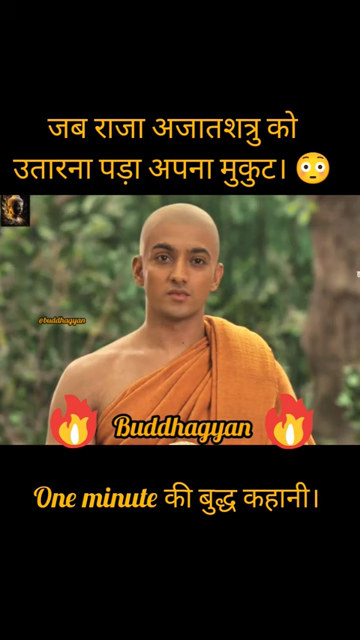 जब राजा अजातशत्रु को
उतारना पड़ा अपना मुकुट। 😳
@buddhagyan
Buddhagyan
One minute की बुद्ध कहानी।